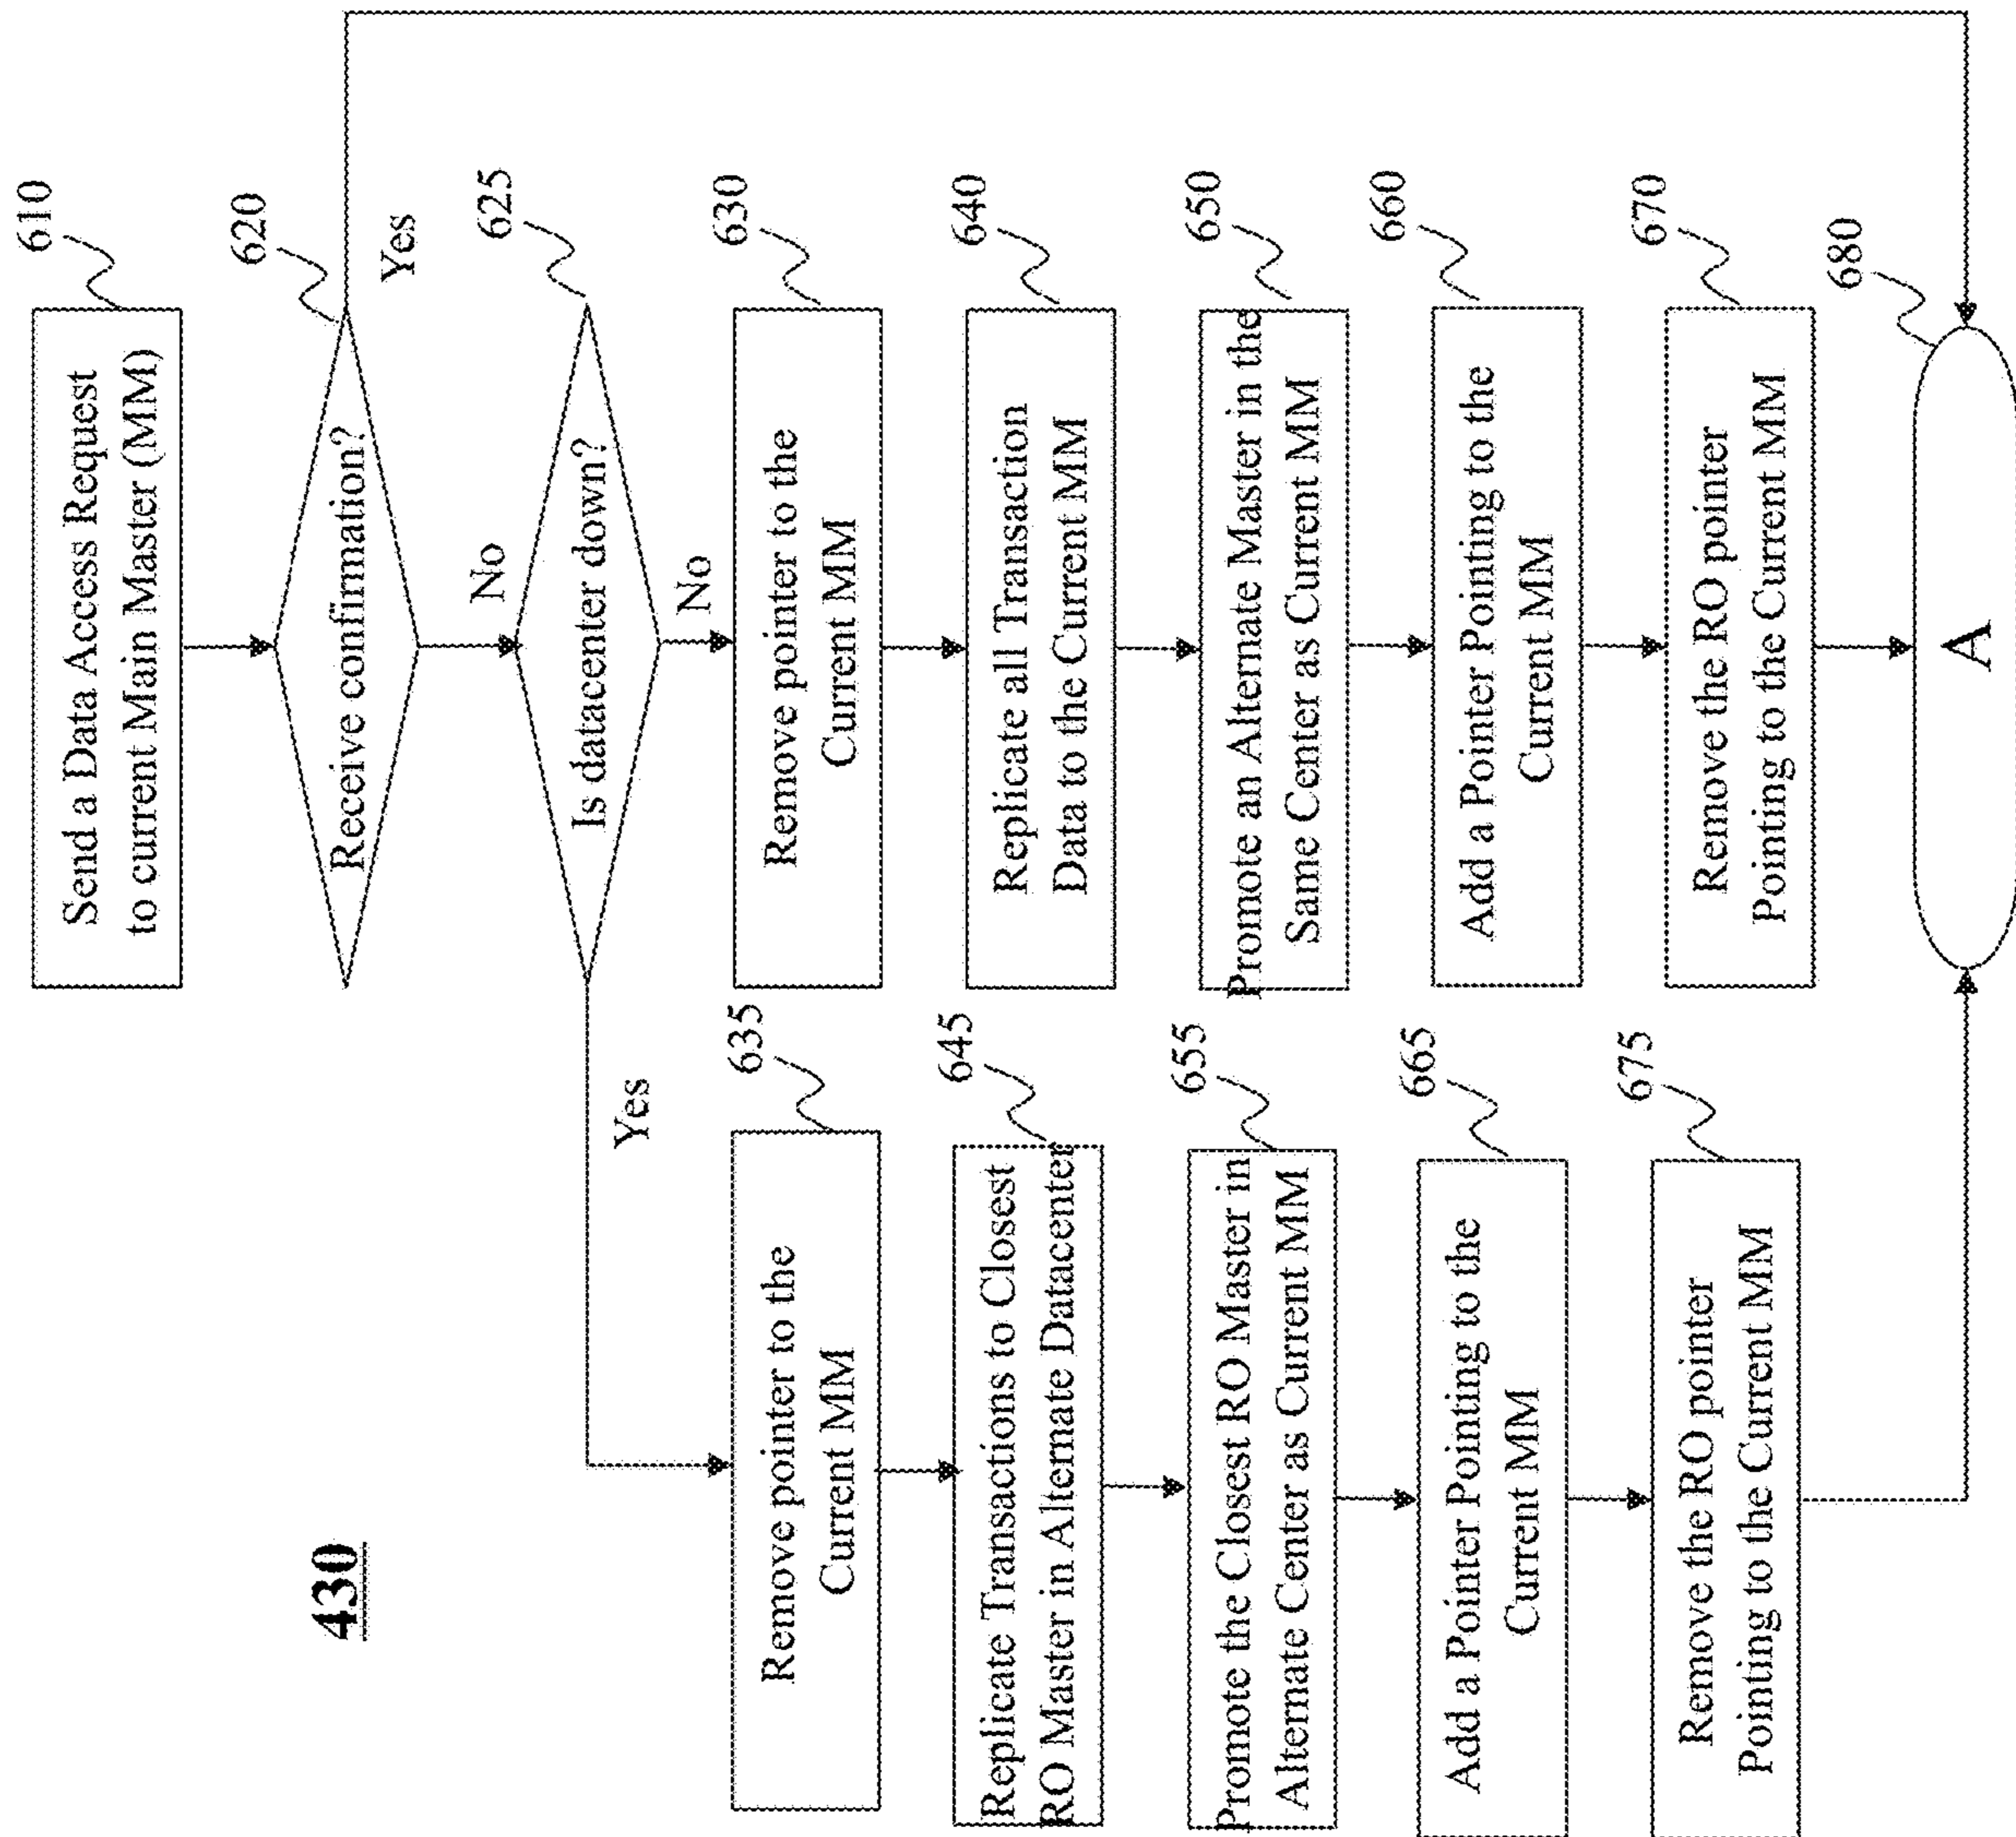 430
610
Send a Data Access Request
to current Main Master (MM)
620
Receive confirmation?
Yes
No
625
Is datacenter down?
Yes
No
630
Remove pointer to the
Current MM
640
Replicate all Transaction
Data to the Current MM
650
Promote an Alternate Master in the
Same Center as Current MM
660
Add a Pointer Pointing to the
Current MM
670
Remove the RO pointer
Pointing to the Current MM
635
Remove pointer to the
Current MM
645
Replicate Transactions to Closest
RO Master in Alternate Datacenter
655
Promote the Closest RO Master in
Alternate Center as Current MM
665
Add a Pointer Pointing to the
Current MM
675
Remove the RO pointer
Pointing to the Current MM
680
A